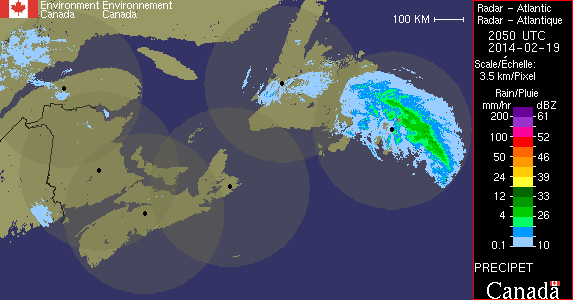 Environment Environnement
Canada Canada
100 KM
Radar - Atlantic
Radar - Atlantique
2050 UTC
2014-02-19
Scale/Échelle:
3.5 km/Pixel
Rain/Pluie
mm/hr dBZ
200 61
100 52
50 46
24 39
12 33
4 26
0.1 10
PRECIPET
Canada